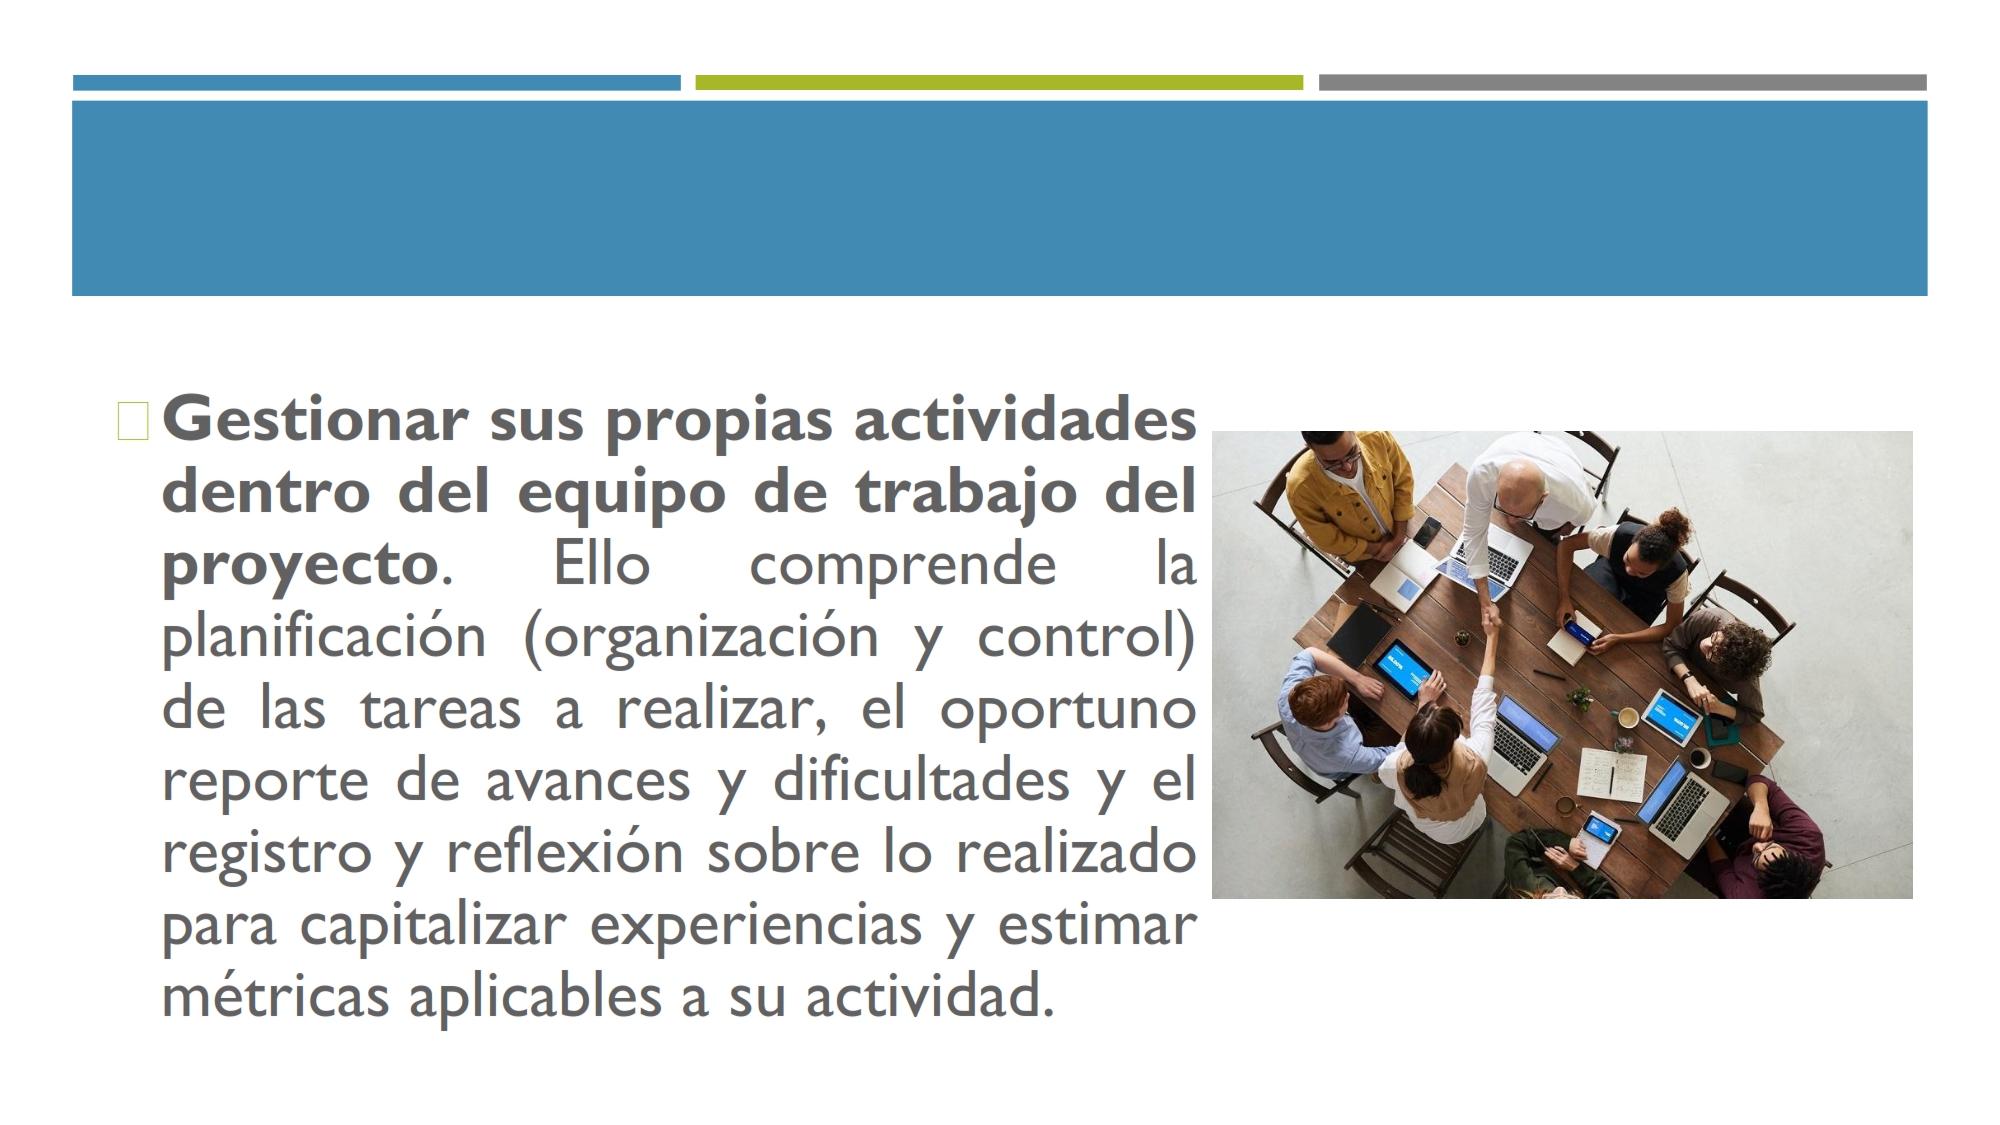 Gestionar sus propias actividades
dentro del equipo de trabajo del
proyecto. Ello comprende la
planificación (organización y control)
de las tareas a realizar, el oportuno
reporte de avances y dificultades y el
registro y reflexión sobre lo realizado
para capitalizar experiencias y estimar
métricas aplicables a su actividad.